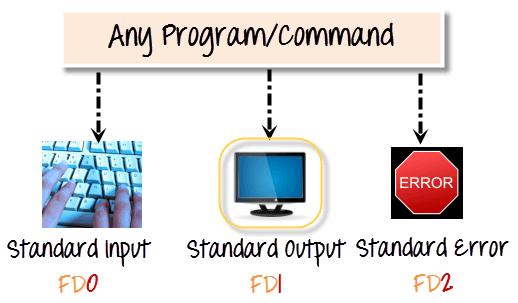 Any Program/Command
ERROR
Standard Input
Standard Output
Standard Error
FD0
FD1
FD2